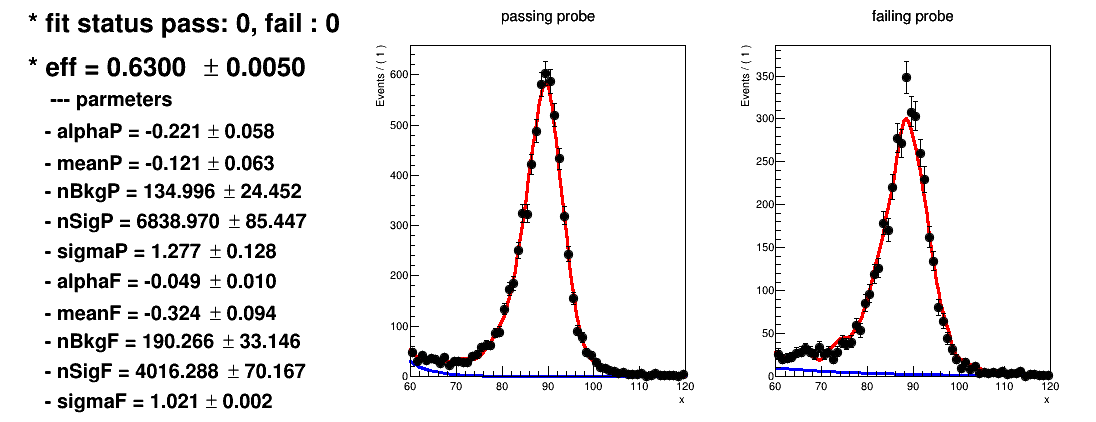 * fit status pass: 0, fail : 0
* eff = 0.6300 ± 0.0050
--- parmeters
- alphaP = -0.221 ± 0.058
- meanP = -0.121 ± 0.063
- nBkgP = 134.996 ± 24.452
- nSigP = 6838.970 ± 85.447
- sigmaP = 1.277 ± 0.128
- alphaF = -0.049 ± 0.010
- meanF = -0.324 ± 0.094
- nBkgF = 190.266 ± 33.146
- nSigF = 4016.288 ± 70.167
- sigmaF = 1.021 ± 0.002
passing probe
Events / ( 1 )
600
500
400
300
200
100
0
60 70 80 90 100 110 120
x
failing probe
Events / ( 1 )
350
300
250
200
150
100
50
0
60 70 80 90 100 110 120
x